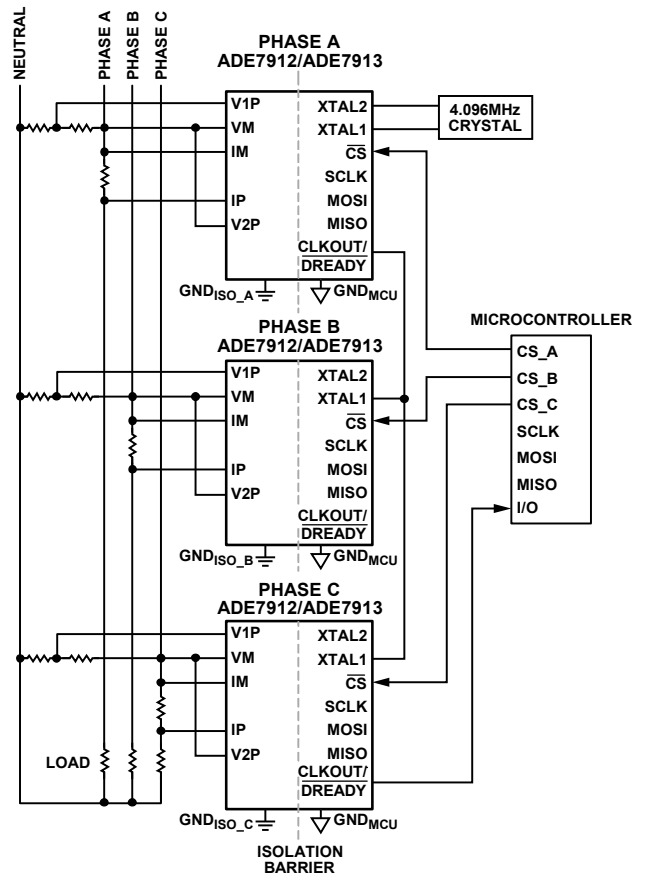 NEUTRAL
PHASE A
PHASE B
PHASE C
PHASE A
ADE7912/ADE7913
V1P
VM
IM
IP
V2P
XTAL2
XTAL1
CS
SCLK
MOSI
MISO
CLKOUT/
DREADY
4.096MHz
CRYSTAL
GNDISO_A
GNDMCU
PHASE B
ADE7912/ADE7913
V1P
VM
IM
IP
V2P
XTAL2
XTAL1
CS
SCLK
MOSI
MISO
CLKOUT/
DREADY
GNDISO_B
GNDMCU
MICROCONTROLLER
CS_A
CS_B
CS_C
SCLK
MOSI
MISO
I/O
PHASE C
ADE7912/ADE7913
V1P
VM
IM
IP
V2P
XTAL2
XTAL1
CS
SCLK
MOSI
MISO
CLKOUT/
DREADY
LOAD
GNDISO_C
GNDMCU
ISOLATION
BARRIER